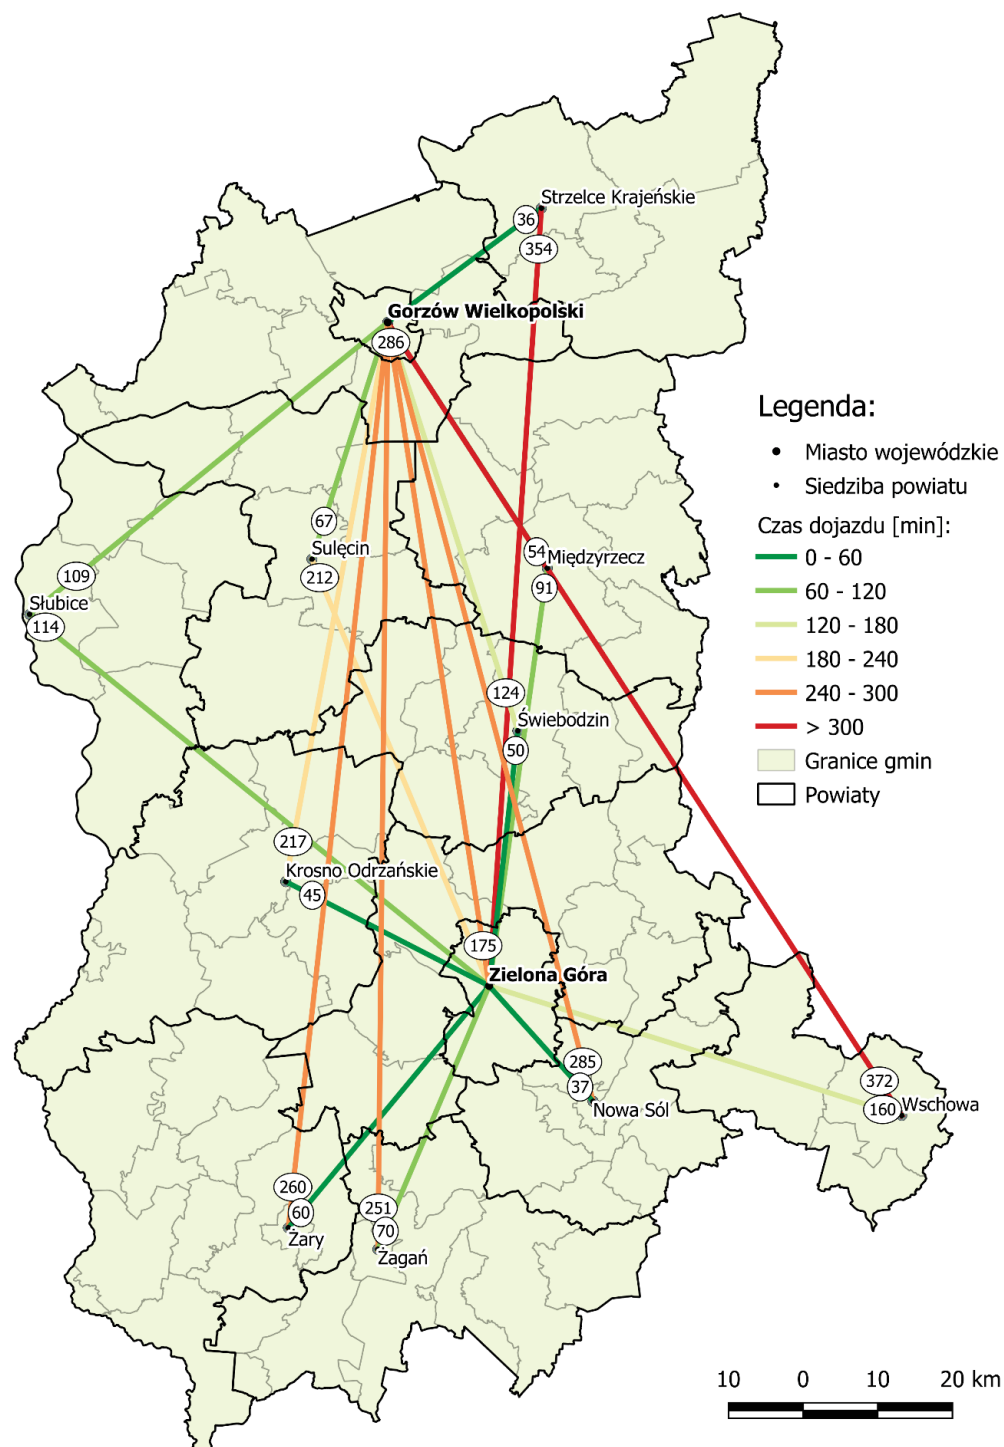 Strzelce Krajeńskie
36
354
Gorzów Wielkopolski
286
67
Sulęcin
212
109
Słubice
114
54
Międzyrzecz
91
124
Świebodzin
50
217
Krosno Odrzańskie
45
175
Zielona Góra
285
37
Nowa Sól
372
160
Wschowa
260
60
Żary
251
70
Żagań
Legenda:
Miasto wojewódzkie
Siedziba powiatu
Czas dojazdu [min]:
0 - 60
60 - 120
120 - 180
180 - 240
240 - 300
> 300
Granice gmin
Powiaty
10 0 10 20 km